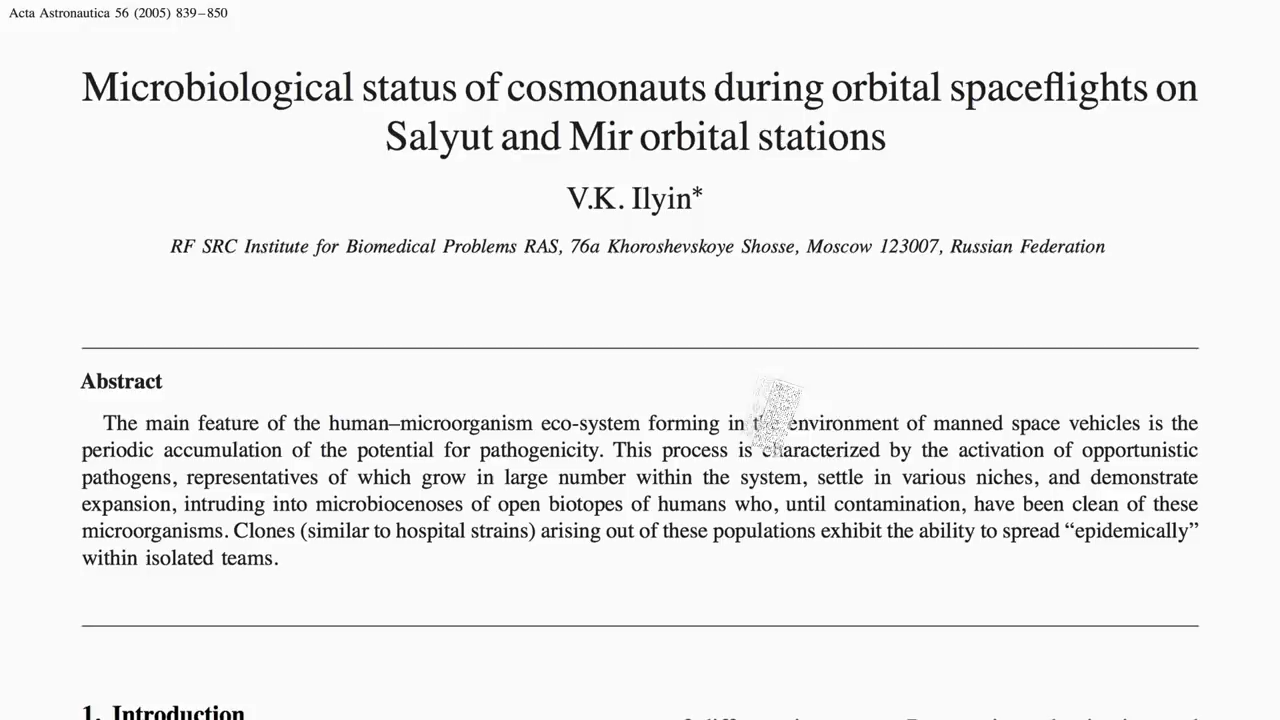 Acta Astronautica 56 (2005) 839–850
Microbiological status of cosmonauts during orbital spaceflights on
Salyut and Mir orbital stations
V.K. Ilyin*
RF SRC Institute for Biomedical Problems RAS, 76a Khoroshevskoye Shosse, Moscow 123007, Russian Federation
Abstract
The main feature of the human–microorganism eco-system forming in the environment of manned space vehicles is the
periodic accumulation of the potential for pathogenicity. This process is characterized by the activation of opportunistic
pathogens, representatives of which grow in large number within the system, settle in various niches, and demonstrate
expansion, intruding into microbiocenoses of open biotopes of humans who, until contamination, have been clean of these
microorganisms. Clones (similar to hospital strains) arising out of these populations exhibit the ability to spread “epidemically”
within isolated teams.
1. Introduction